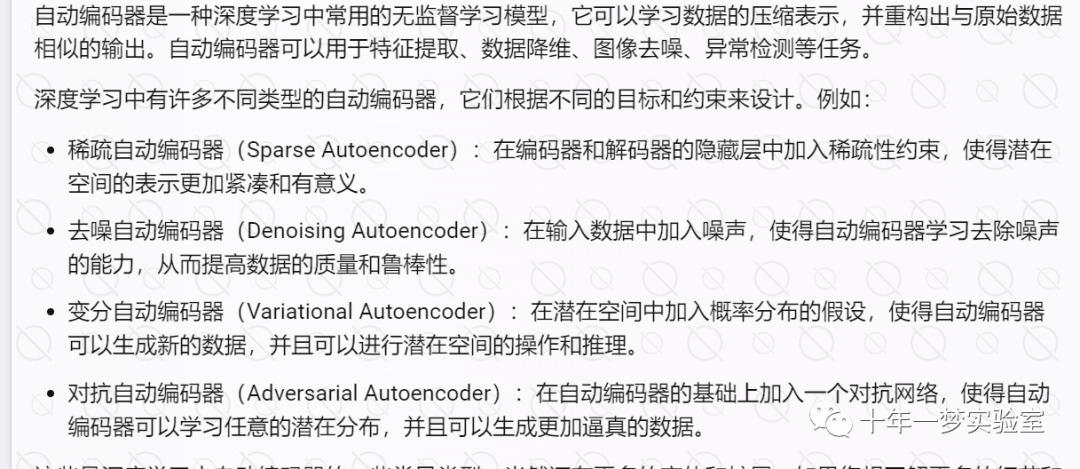 自动编码器是一种深度学习中常用的无监督学习模型，它可以学习数据的压缩表示，并重构出与原始数据
相似的输出。自动编码器可以用于特征提取、数据降维、图像去噪、异常检测等任务。
深度学习中有许多不同类型的自动编码器，它们根据不同的目标和约束来设计。例如：
• 稀疏自动编码器（Sparse Autoencoder）：在编码器和解码器的隐藏层中加入稀疏性约束，使得潜在
空间的表示更加紧凑和有意义。
• 去噪自动编码器（Denoising Autoencoder）：在输入数据中加入噪声，使得自动编码器学习去除噪声
的能力，从而提高数据的质量和鲁棒性。
• 变分自动编码器（Variational Autoencoder）：在潜在空间中加入概率分布的假设，使得自动编码器
可以生成新的数据，并且可以进行潜在空间的操作和推理。
• 对抗自动编码器（Adversarial Autoencoder）：在自动编码器的基础上加入一个对抗网络，使得自动
编码器可以学习任意的潜在分布，并且可以生成更加逼真的数据。
十年一梦实验室